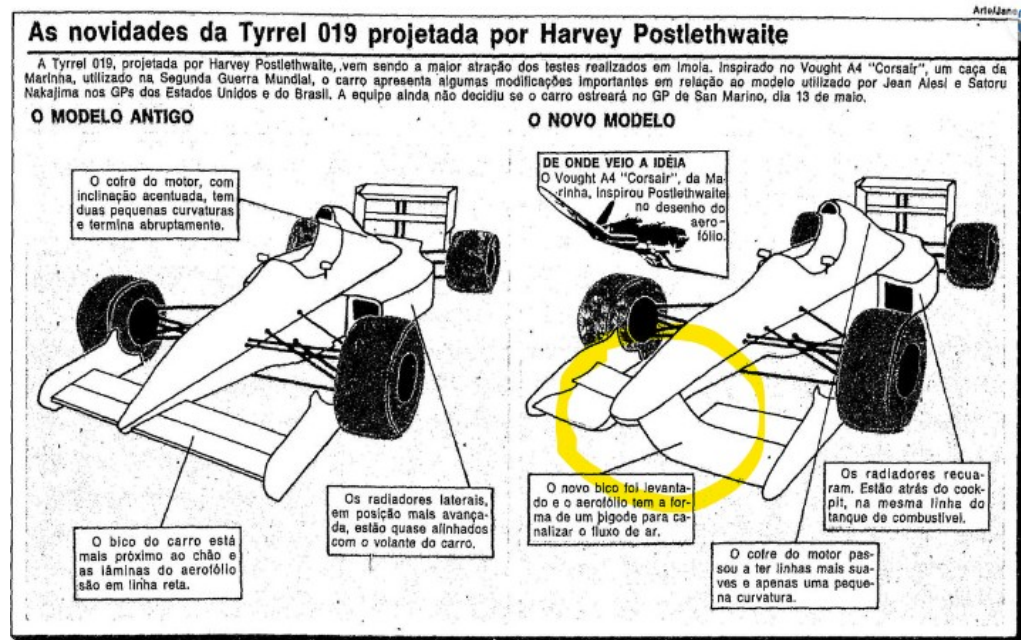 Arte/Jano
As novidades da Tyrrel 019 projetada por Harvey Postlethwaite
A Tyrrel 019, projetada por Harvey Postlethwaite, vem sendo a maior atração dos testes realizados em Imola. Inspirado no Vought A4 "Corsair", um caça da
Marinha, utilizado na Segunda Guerra Mundial, o carro apresenta algumas modificações importantes em relação ao modelo utilizado por Jean Alesi e Satoru
Nakajima nos GPs dos Estados Unidos e do Brasil. A equipe ainda não decidiu se o carro estreará no GP de San Marino, dia 13 de maio.
O MODELO ANTIGO
O cofre do motor, com
inclinação acentuada, tem
duas pequenas curvaturas
e termina abruptamente.
Os radiadores laterais,
em posição mais avança-
da, estão quase alinhados
com o volante do carro.
O bico do carro está
mais próximo ao chão e
as lâminas do aerofólio
são em linha reta.
O NOVO MODELO
DE ONDE VEIO A IDÉIA
O Vought A4 "Corsair", da Ma-
rinha, inspirou Postlethwaite
no desenho do
aero-
fólio.
O novo bico foi levanta-
do e o aerofólio tem a for-
ma de um bigode para ca-
nalizar o fluxo de ar.
Os radiadores recua-
ram. Estão atrás do cock-
pit, na mesma linha do
tanque de combustível.
O cofre do motor pas-
sou a ter linhas mais sua-
ves e apenas uma peque-
na curvatura.